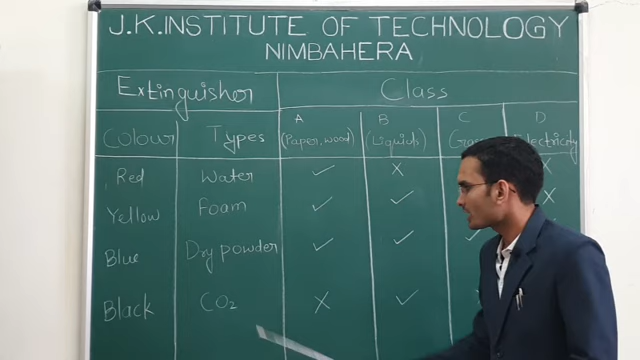 J.K.INSTITUTE OF TECHNOLOGY
NIMBAHERA
Extinguisher Class
Colour Types A (Paper, wood) B (Liquids) C D Electricity
Red Water ✓ X X
Yellow Foam ✓ ✓ X
Blue Dry powder ✓ ✓ ✓
Black CO2 X ✓